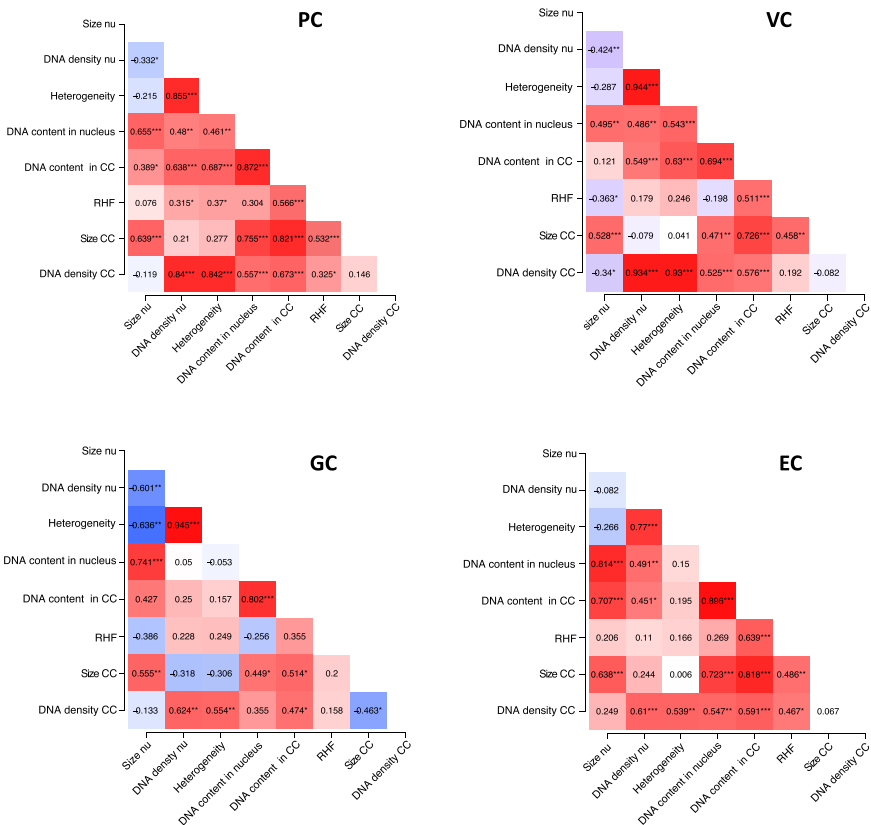 PC
Size nu
DNA density nu −0.332*
Heterogeneity −0.215 0.855***
DNA content in nucleus 0.655*** 0.48** 0.461**
DNA content in CC 0.389* 0.638*** 0.687*** 0.872***
RHF 0.076 0.315* 0.37* 0.304 0.566***
Size CC 0.639*** 0.21 0.277 0.755*** 0.821*** 0.532***
DNA density CC −0.119 0.84*** 0.842*** 0.557*** 0.673*** 0.325* 0.146
Size nu
DNA density nu
Heterogeneity
DNA content in nucleus
DNA content in CC
RHF
Size CC
DNA density CC
VC
Size nu
DNA density nu −0.424**
Heterogeneity −0.287 0.944***
DNA content in nucleus 0.495** 0.486** 0.543***
DNA content in CC 0.121 0.549*** 0.63*** 0.694***
RHF −0.363* 0.179 0.246 −0.198 0.511***
Size CC 0.528*** −0.079 0.041 0.471** 0.726*** 0.458**
DNA density CC −0.34* 0.934*** 0.93*** 0.525*** 0.576*** 0.192 −0.082
size nu
DNA density nu
Heterogeneity
DNA content in nucleus
DNA content in CC
RHF
Size CC
DNA density CC
GC
Size nu
DNA density nu −0.601**
Heterogeneity −0.636** 0.945***
DNA content in nucleus 0.741*** 0.05 −0.053
DNA content in CC 0.427 0.25 0.157 0.802***
RHF −0.386 0.228 0.249 −0.256 0.355
Size CC 0.555** −0.318 −0.306 0.449* 0.514* 0.2
DNA density CC −0.133 0.624** 0.554** 0.355 0.474* 0.158 −0.463*
Size nu
DNA density nu
Heterogeneity
DNA content in nucleus
DNA content in CC
RHF
Size CC
DNA density CC
EC
Size nu
DNA density nu −0.082
Heterogeneity −0.266 0.77***
DNA content in nucleus 0.814*** 0.491** 0.15
DNA content in CC 0.707*** 0.451* 0.195 0.896***
RHF 0.206 0.11 0.166 0.269 0.639***
Size CC 0.638*** 0.244 0.006 0.723*** 0.818*** 0.486**
DNA density CC 0.249 0.61*** 0.539** 0.547** 0.591*** 0.467* 0.067
Size nu
DNA density nu
Heterogeneity
DNA content in nucleus
DNA content in CC
RHF
Size CC
DNA density CC